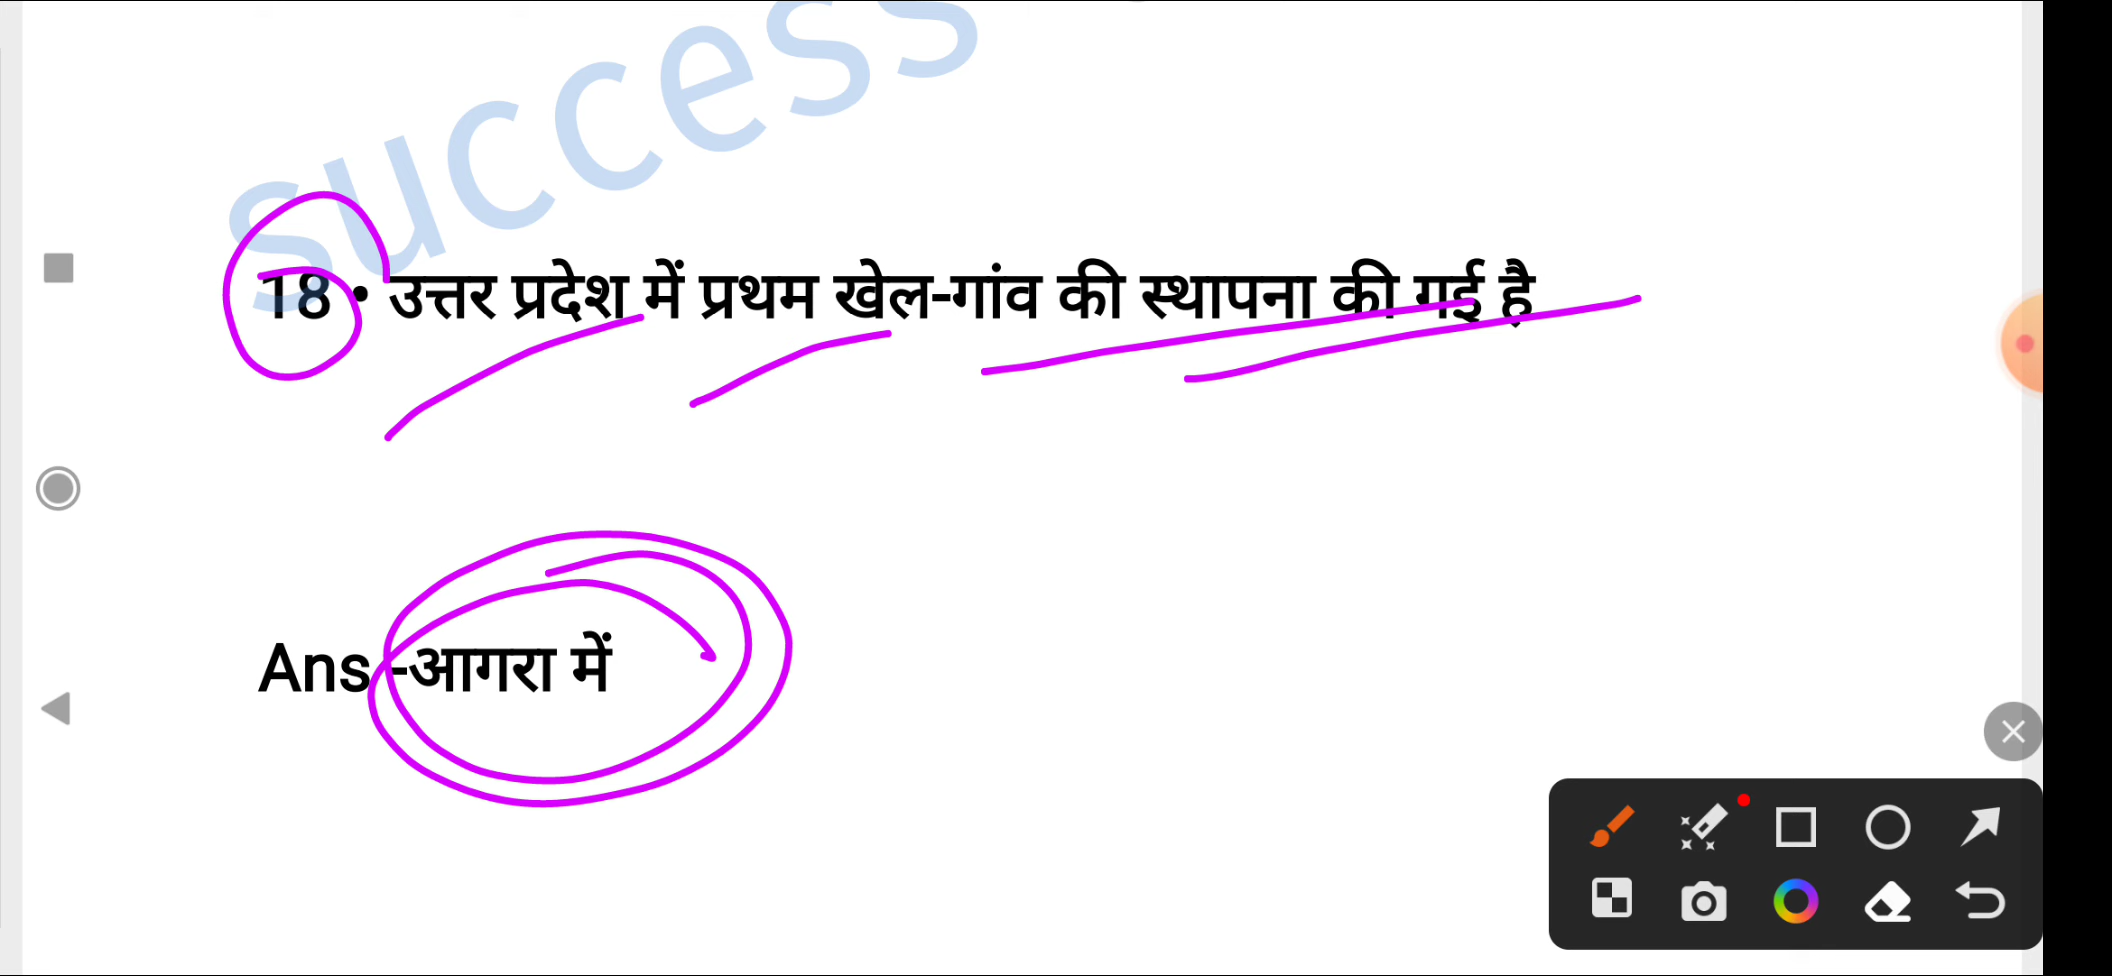 success
18 • उत्तर प्रदेश में प्रथम खेल-गांव की स्थापना की गई है
Ans -आगरा में